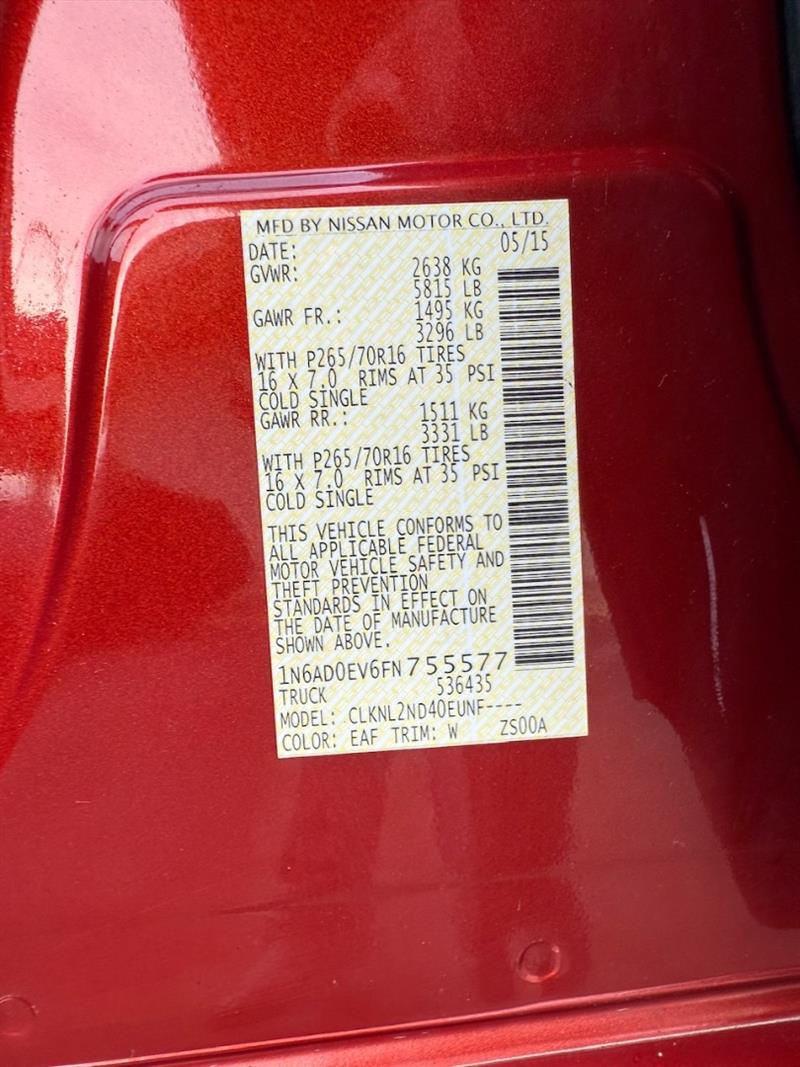 MFD BY NISSAN MOTOR CO., LTD.
DATE: 05/15
GVWR: 2638 KG
5815 LB
GAWR FR.: 1495 KG
3296 LB
WITH P265/70R16 TIRES
16 X 7.0 RIMS AT 35 PSI
COLD SINGLE
GAWR RR.: 1511 KG
3331 LB
WITH P265/70R16 TIRES
16 X 7.0 RIMS AT 35 PSI
COLD SINGLE
THIS VEHICLE CONFORMS TO
ALL APPLICABLE FEDERAL
MOTOR VEHICLE SAFETY AND
THEFT PREVENTION
STANDARDS IN EFFECT ON
THE DATE OF MANUFACTURE
SHOWN ABOVE.
1N6AD0EV6FN755577
TRUCK 536435
MODEL: CLKNL2ND40EUNF----
COLOR: EAF TRIM: W ZS00A